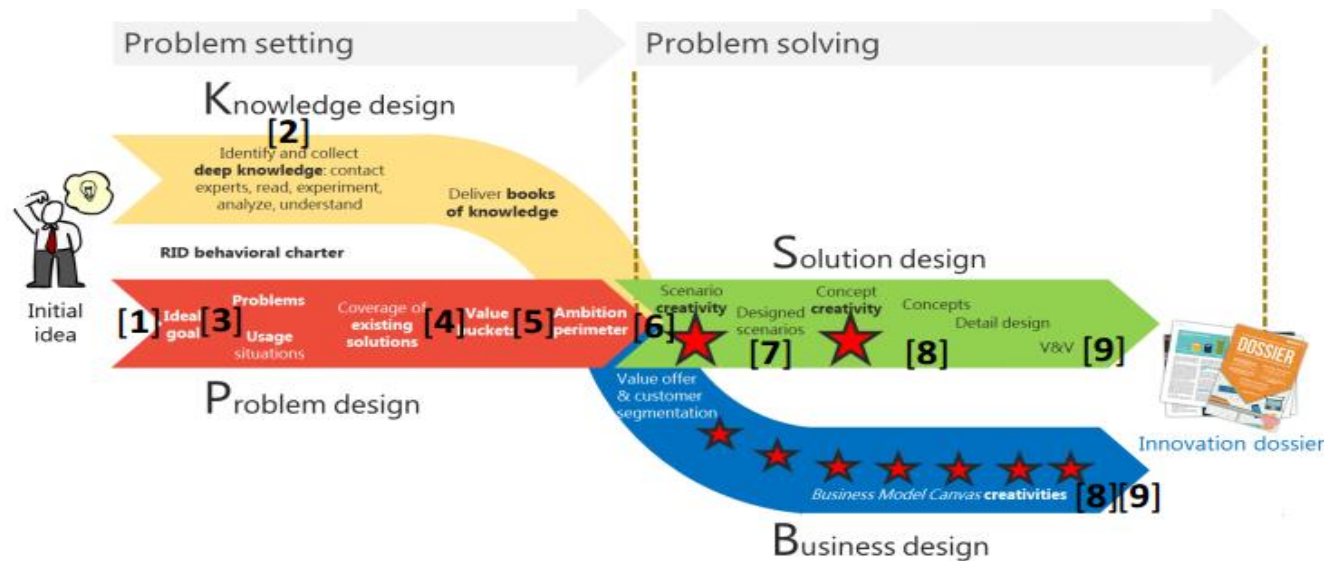 Problem setting
Problem solving
Knowledge design
[2]
Identify and collect
deep knowledge: contact
experts, read, experiment,
analyze, understand
Deliver books
of knowledge
RID behavioral charter
Initial
idea
[1]
Ideal
goal
[3]
Problems
Usage
situations
Coverage of
existing
solutions
[4]
Value
buckets
[5]
Ambition
perimeter
[6]
Problem design
Solution design
Scenario
creativity
Designed
scenarios
[7]
Concept
creativity
Concepts
[8]
Detail design
V&V
[9]
DOSSIER
Innovation dossier
Value offer
& customer
segmentation
Business Model Canvas creativities
[8][9]
Business design